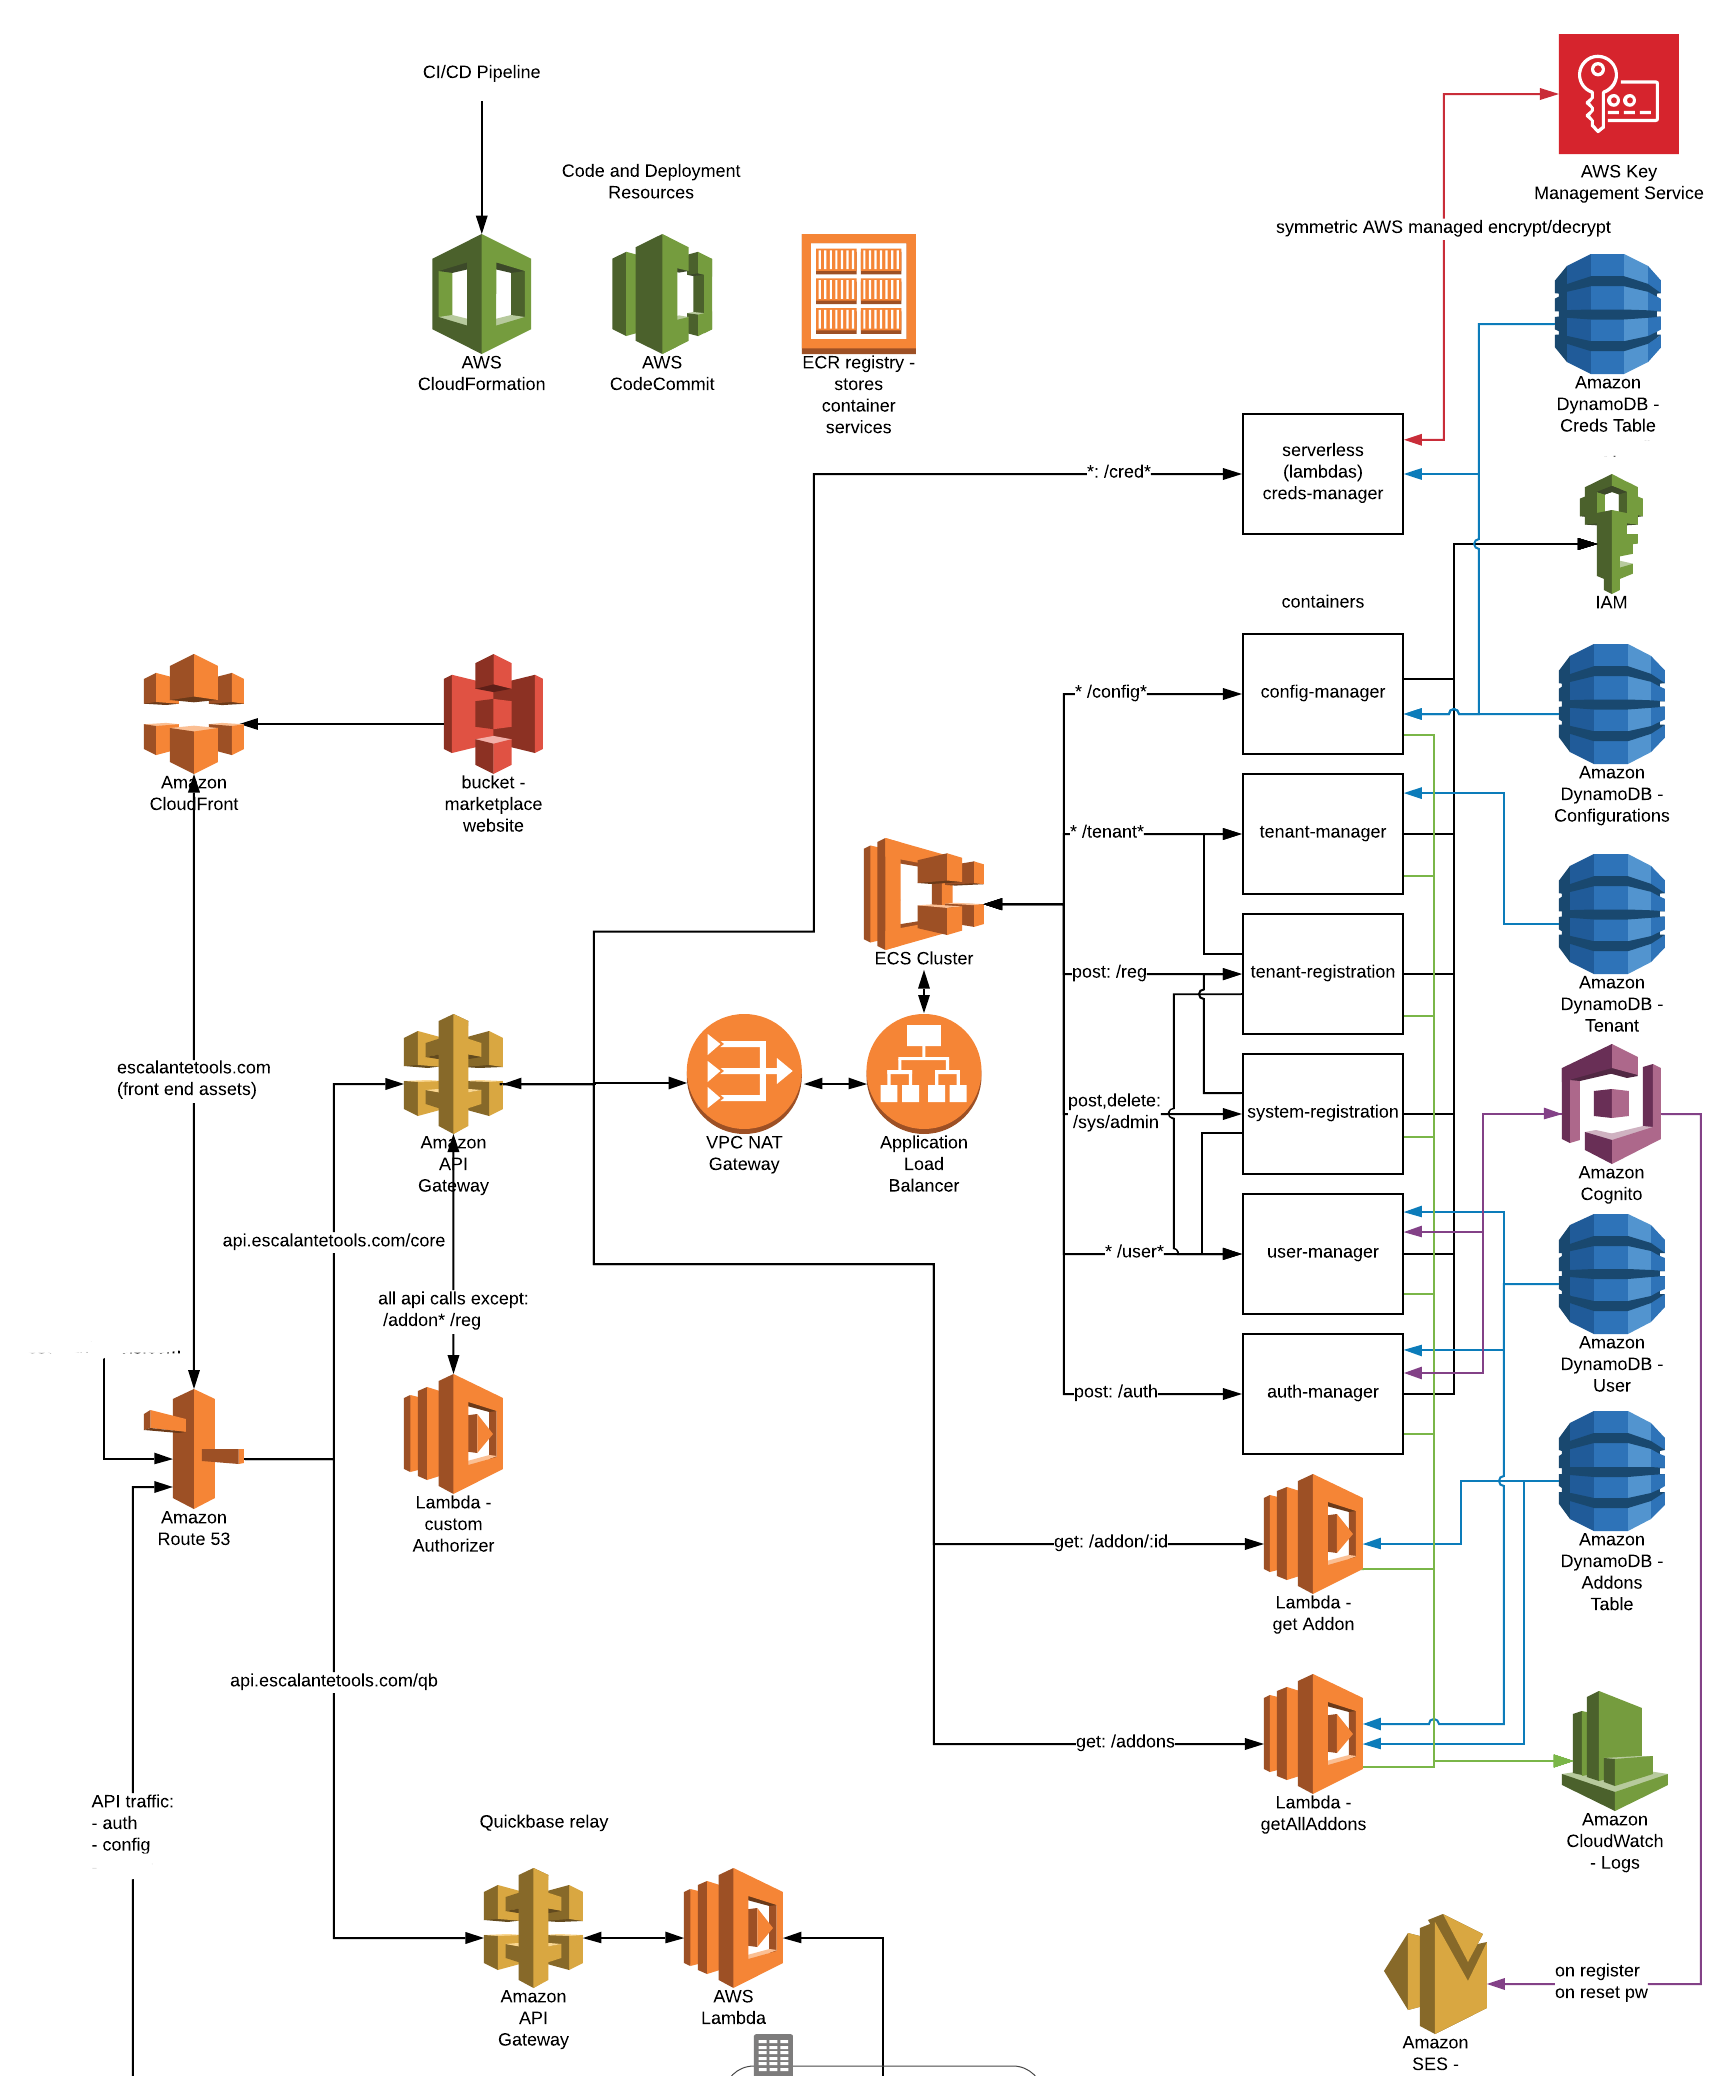 CI/CD Pipeline
Code and Deployment
Resources
AWS
CloudFormation
AWS
CodeCommit
ECR registry -
stores
container
services
AWS Key
Management Service
symmetric AWS managed encrypt/decrypt
Amazon
DynamoDB -
Creds Table
*: /cred*
serverless
(lambdas)
creds-manager
IAM
containers
* /config*
config-manager
Amazon
DynamoDB -
Configurations
Amazon
CloudFront
bucket -
marketplace
website
* /tenant*
tenant-manager
ECS Cluster
post: /reg
tenant-registration
Amazon
DynamoDB -
Tenant
escalantetools.com
(front end assets)
Amazon
API
Gateway
VPC NAT
Gateway
Application
Load
Balancer
post,delete:
/sys/admin
system-registration
Amazon
Cognito
api.escalantetools.com/core
* /user*
user-manager
all api calls except:
/addon* /reg
Amazon
DynamoDB -
User
post: /auth
auth-manager
Amazon
Route 53
Lambda -
custom
Authorizer
get: /addon/:id
Lambda -
get Addon
Amazon
DynamoDB -
Addons
Table
api.escalantetools.com/qb
get: /addons
Lambda -
getAllAddons
Amazon
CloudWatch
- Logs
API traffic:
- auth
- config
Quickbase relay
Amazon
API
Gateway
AWS
Lambda
on register
on reset pw
Amazon
SES -